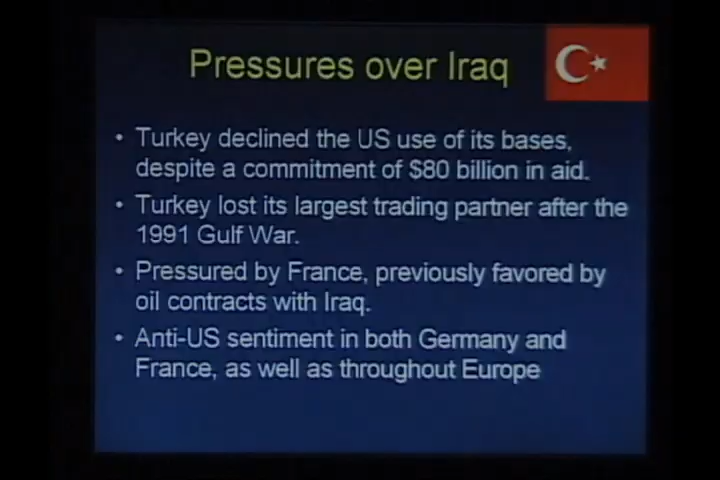 Pressures over Iraq
• Turkey declined the US use of its bases,
despite a commitment of $80 billion in aid.
• Turkey lost its largest trading partner after the
1991 Gulf War.
• Pressured by France, previously favored by
oil contracts with Iraq.
• Anti-US sentiment in both Germany and
France, as well as throughout Europe